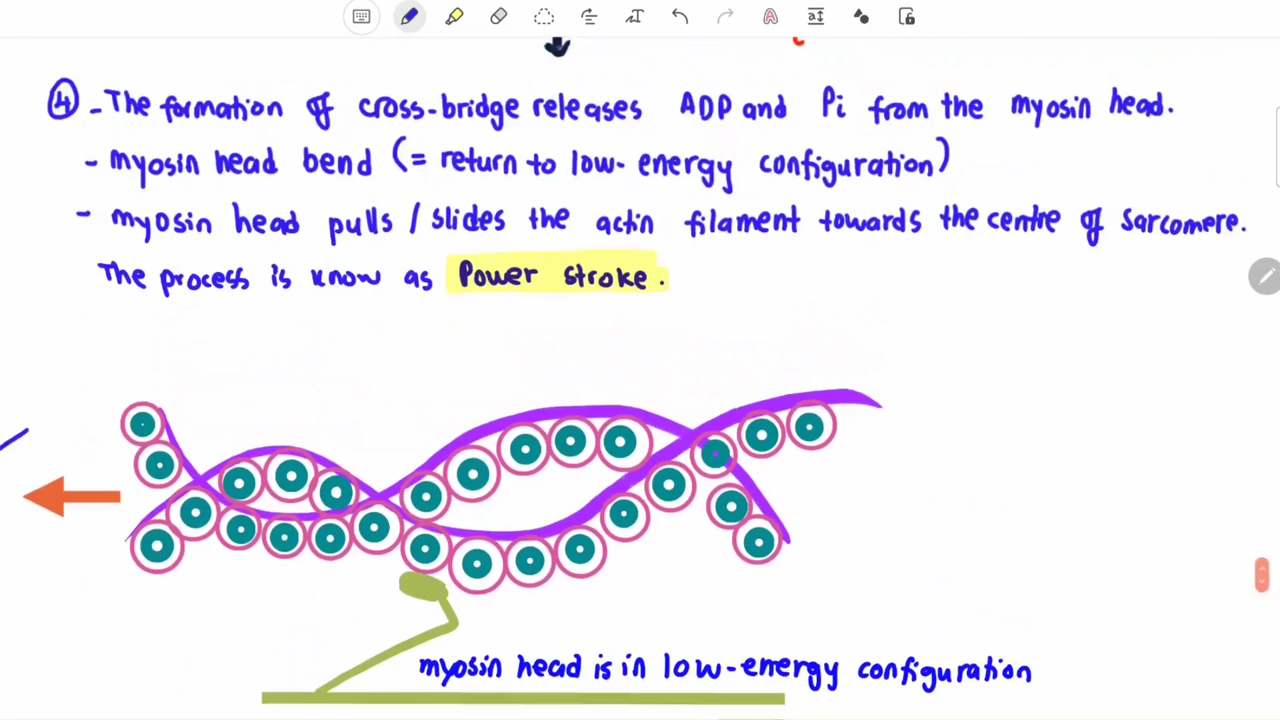 ④ - The formation of cross-bridge releases ADP and Pi from the myosin head.
- myosin head bend (= return to low-energy configuration)
- myosin head pulls / slides the actin filament towards the centre of sarcomere.
The process is know as Power stroke.
myosin head is in low-energy configuration